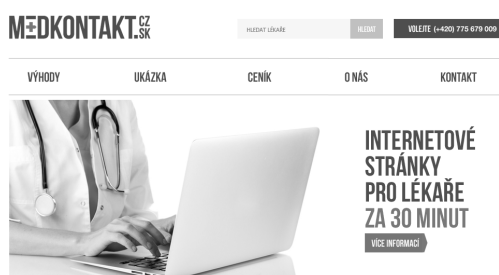 MEDKONTAKT.CZ SK
HLEDAT LÉKAŘE
HLEDAT
VOLEJTE (+420) 775 679 009
VÝHODY
UKÁZKA
CENÍK
O NÁS
KONTAKT
INTERNETOVÉ
STRÁNKY
PRO LÉKAŘE
ZA 30 MINUT
VÍCE INFORMACÍ